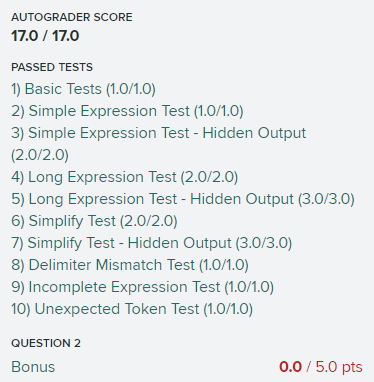 AUTOGRADER SCORE
17.0 / 17.0
PASSED TESTS
1) Basic Tests (1.0/1.0)
2) Simple Expression Test (1.0/1.0)
3) Simple Expression Test - Hidden Output
(2.0/2.0)
4) Long Expression Test (2.0/2.0)
5) Long Expression Test - Hidden Output (3.0/3.0)
6) Simplify Test (2.0/2.0)
7) Simplify Test - Hidden Output (3.0/3.0)
8) Delimiter Mismatch Test (1.0/1.0)
9) Incomplete Expression Test (1.0/1.0)
10) Unexpected Token Test (1.0/1.0)
QUESTION 2
Bonus 0.0 / 5.0 pts